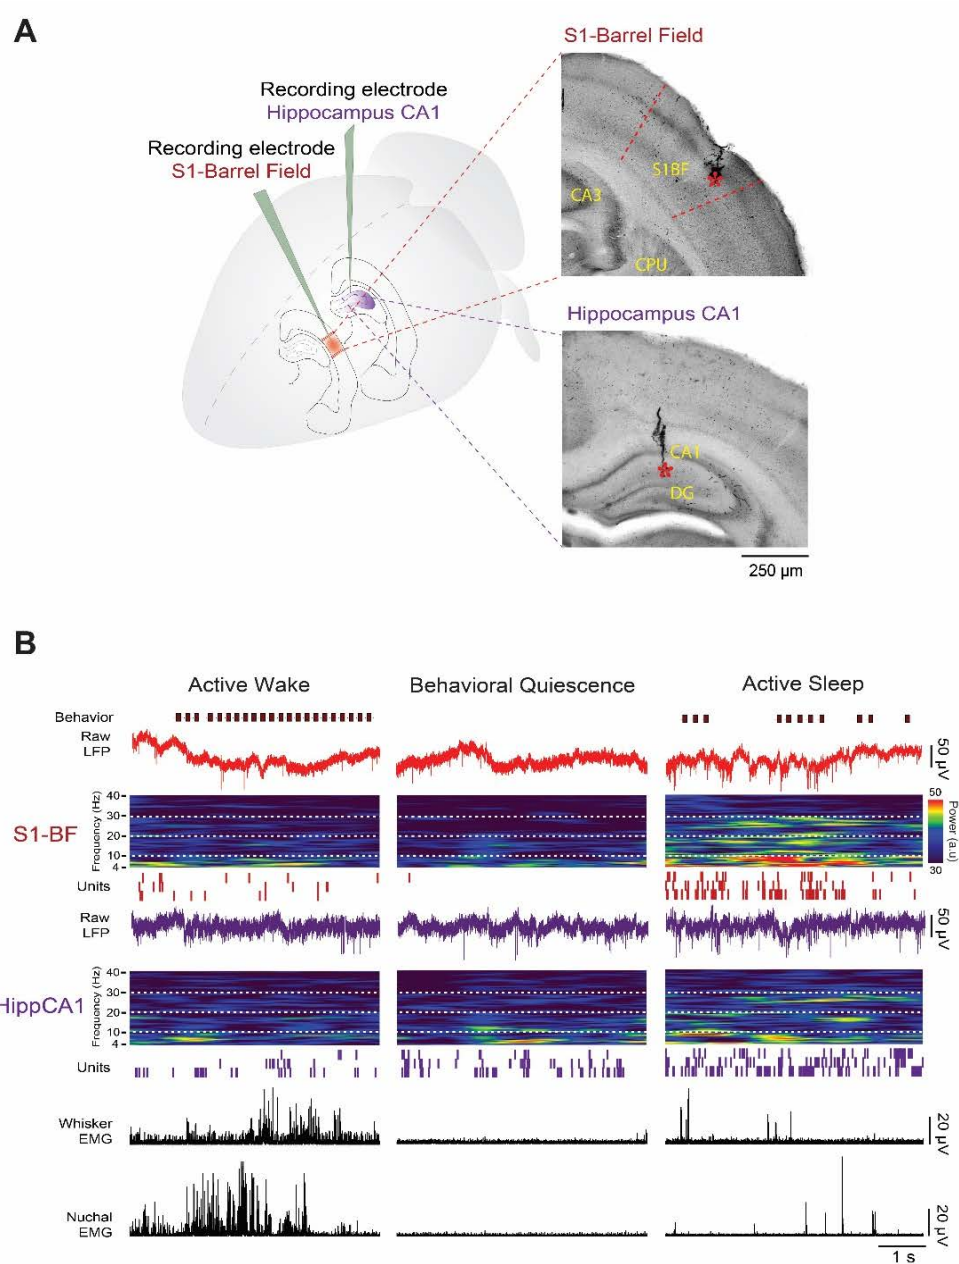 A
S1-Barrel Field
Recording electrode
Hippocampus CA1
Recording electrode
S1-Barrel Field
S1BF
CA3
CPU
Hippocampus CA1
CA1
DG
250 µm
B
Active Wake
Behavioral Quiescence
Active Sleep
Behavior
Raw
LFP
50 µV
S1-BF
Frequency (Hz)
40
30
20
10
4
50
Power (a.u)
30
Units
Raw
LFP
50 µV
HippCA1
Frequency (Hz)
40
30
20
10
4
Units
Whisker
EMG
20 µV
Nuchal
EMG
20 µV
1 s